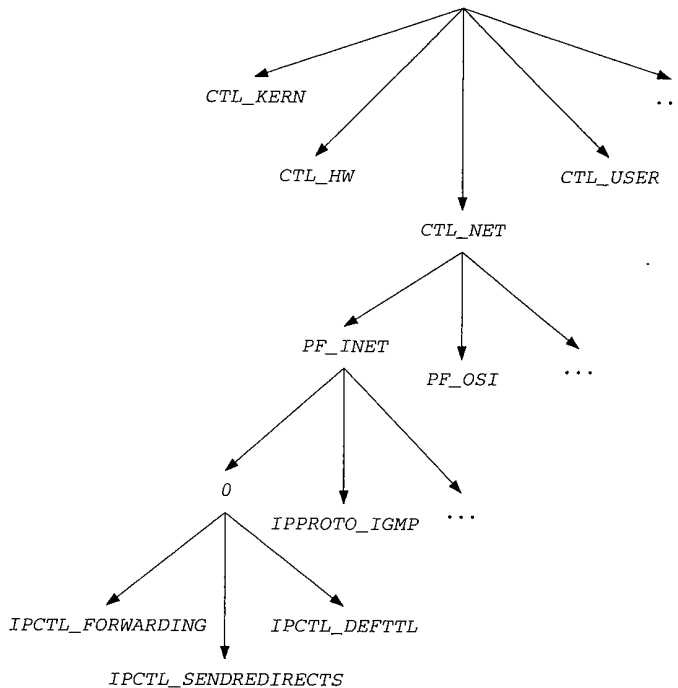 CTL_KERN
..
CTL_HW
CTL_USER
CTL_NET
PF_INET
PF_OSI
...
0
IPPROTO_IGMP
...
IPCTL_FORWARDING
IPCTL_DEFTTL
IPCTL_SENDREDIRECTS